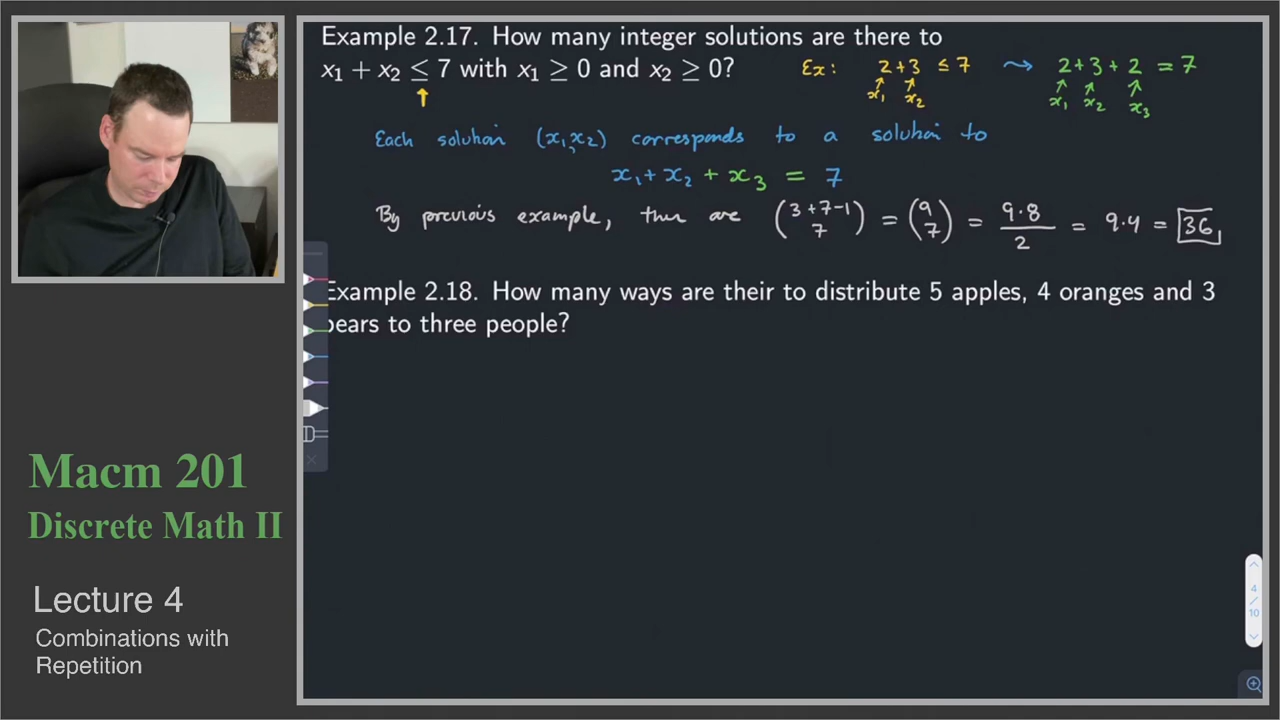 Example 2.17. How many integer solutions are there to
x₁ + x₂ ≤ 7 with x₁ ≥ 0 and x₂ ≥ 0?
Ex: 2+3 ≤ 7 ⇝ 2+3+2 = 7
↑ ↑ ↑ ↑ ↑ ↑
x₁ x₂ x₁ x₂ x₃
Each solution (x₁,x₂) corresponds to a solution to
x₁+x₂ + x₃ = 7
By previous example, there are (3+7-1 7) = (9 7) = 9·8/2 = 9·4 = 36
Example 2.18. How many ways are their to distribute 5 apples, 4 oranges and 3
pears to three people?
Macm 201
Discrete Math II
Lecture 4
Combinations with
Repetition
4
/
10